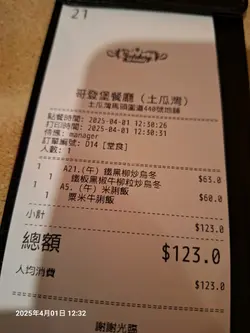 21
哥登堡餐廳（土瓜灣）
土瓜灣馬頭圍道440號地舖
點餐時間: 2025-04-01 12:30:26
打印時間: 2025-04-01 12:30:31
侍應: manager
訂單編號: D14 [堂食]
人數: 1
1 A21.(午) 鐵黑椒柳炒烏冬 $63.0
1 鐵板黑椒牛柳粒炒烏冬
1 A5.(午) 米粥飯 $60.0
1 粟米牛粥飯
小計 $123.0
總額 $123.0
人均消費 $123.0
謝謝光臨
2025年4月01日 12:32